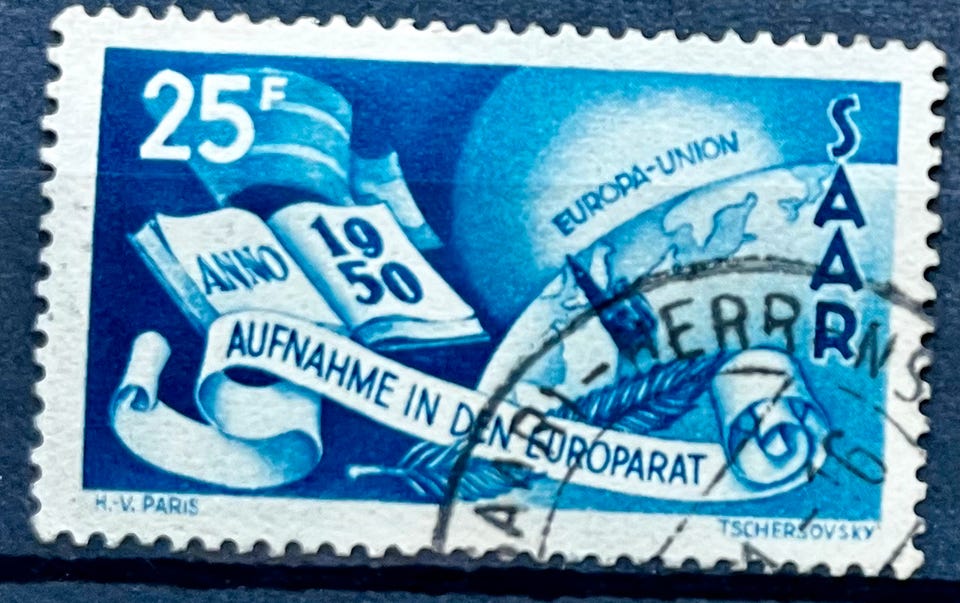 25F
EUROPA-UNION
SAAR
ANNO
1950
AUFNAHME IN DEN EUROPARAT
H.-V. PARIS
TSCHERSOVSKY